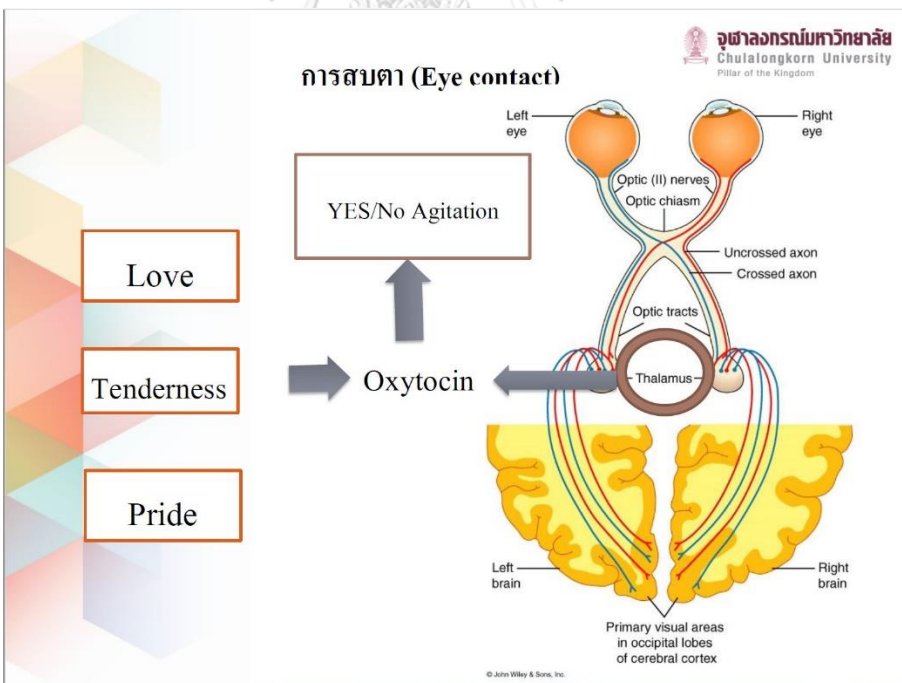 จุฬาลงกรณ์มหาวิทยาลัย
Chulalongkorn University
Pillar of the Kingdom
การสบตา (Eye contact)
Left
eye
Right
eye
YES/No Agitation
Optic (II) nerves
Optic chiasm
Uncrossed axon
Crossed axon
Love
Optic tracts
Tenderness
Oxytocin
Thalamus
Pride
Left
brain
Right
brain
Primary visual areas
in occipital lobes
of cerebral cortex
© John Wiley & Sons, Inc.